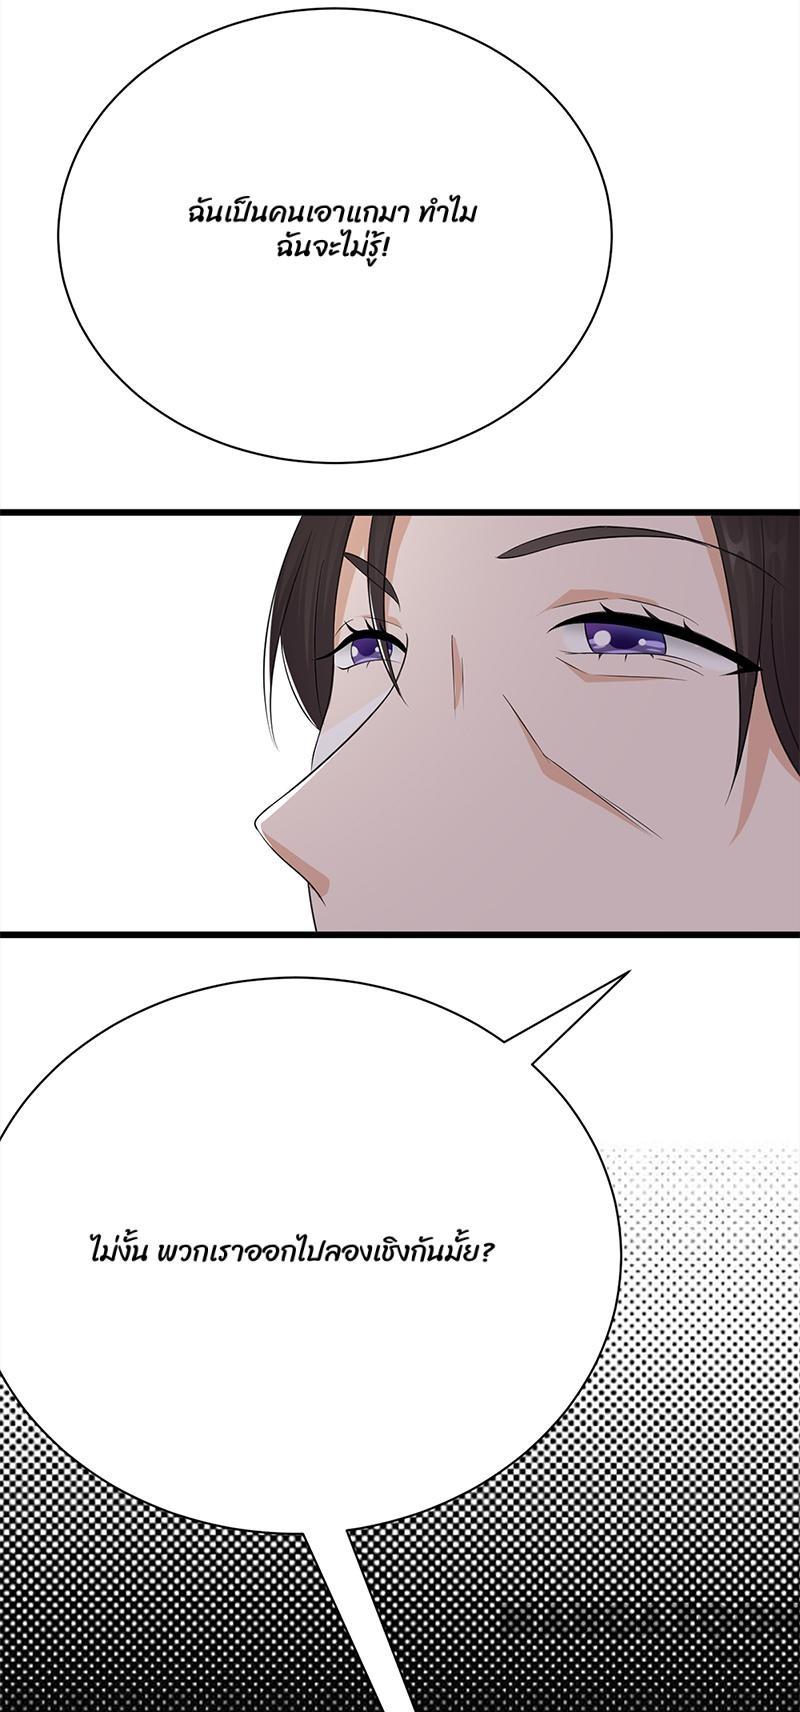 ฉันเป็นคนเอาแกมา ทำไม
ฉันจะไม่รู้!
ไม่งั้น พวกเราออกไปลองเชิงกันมั้ย?